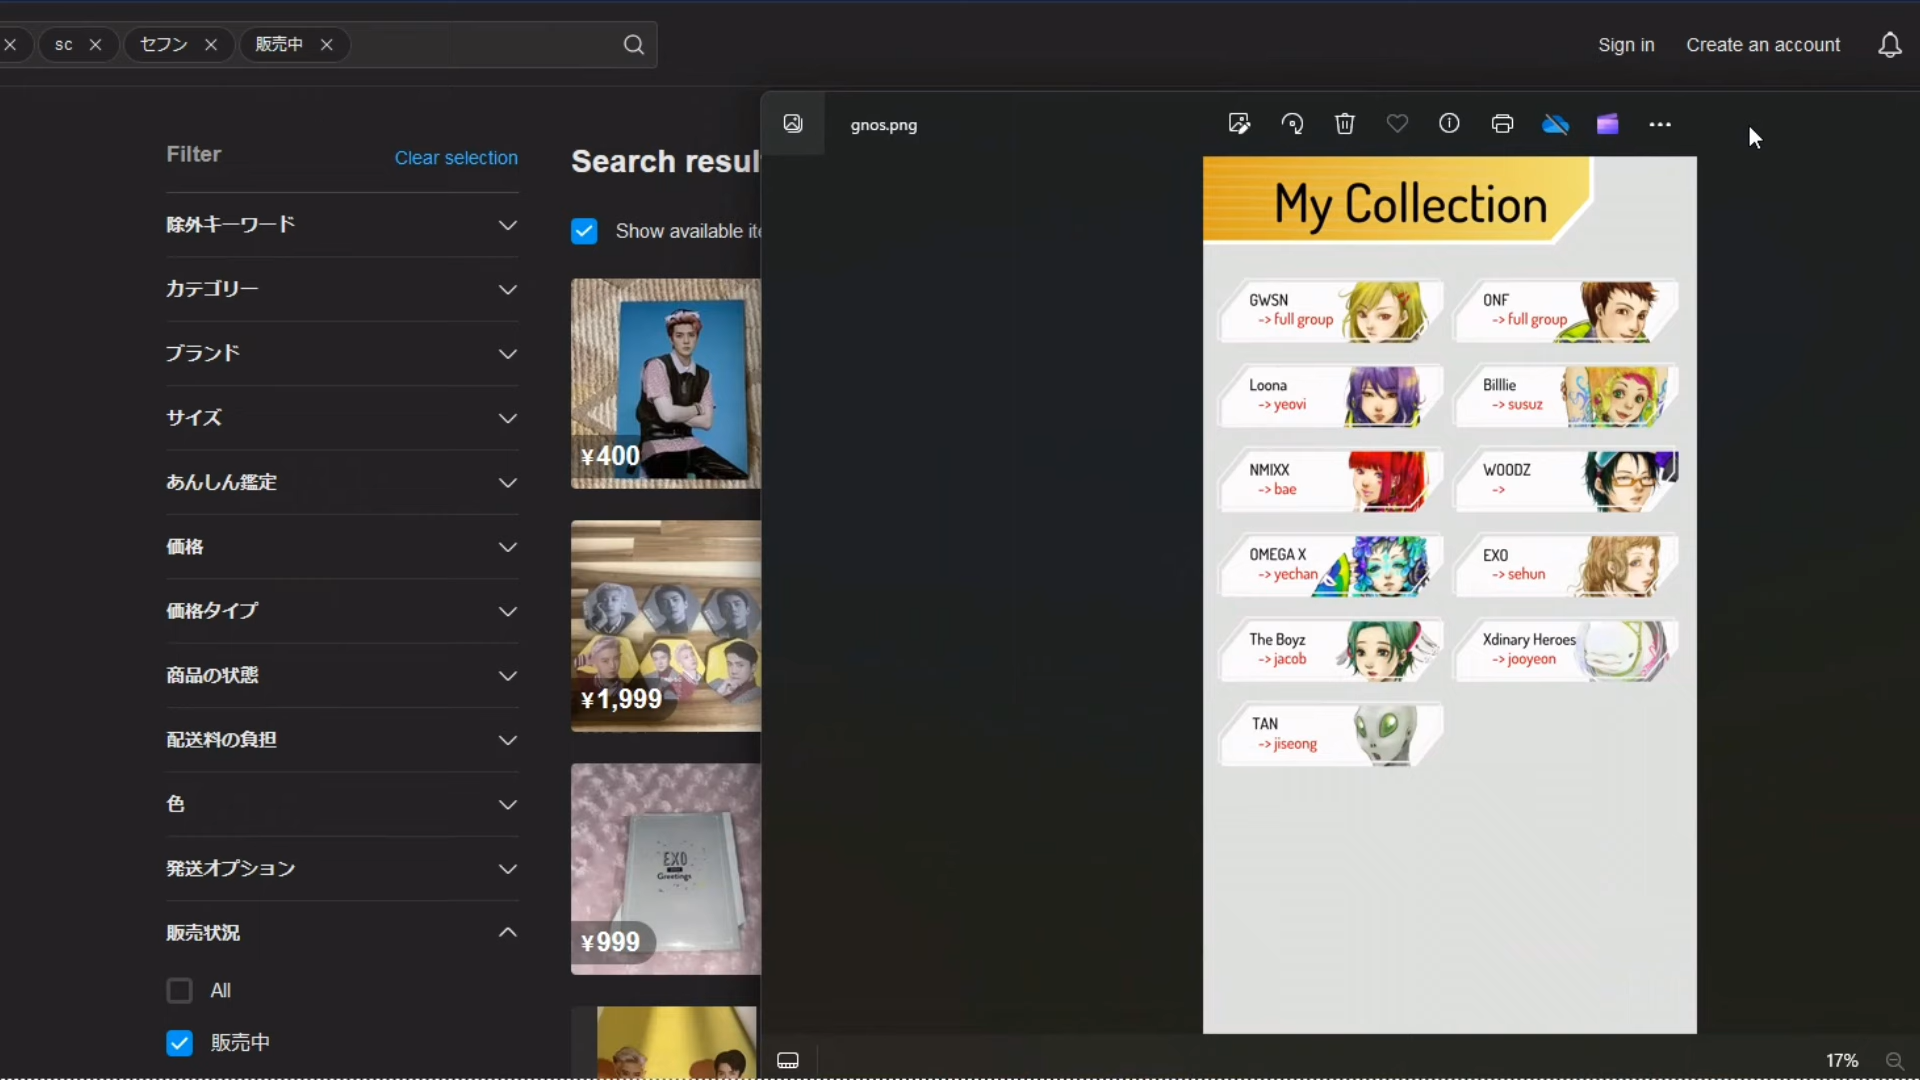 sc
セフン
販売中
Sign in
Create an account
Filter
Clear selection
除外キーワード
カテゴリー
ブランド
サイズ
あんしん鑑定
価格
価格タイプ
商品の状態
配送料の負担
色
発送オプション
販売状況
All
販売中
Search resul
Show available ite
¥400
¥1,999
EXO
Greetings
¥999
gnos.png
My Collection
GWSN
-> full group
ONF
-> full group
Loona
-> yeovi
Billlie
-> susuz
NMIXX
-> bae
WOODZ
->
OMEGA X
-> yechan
EXO
-> sehun
The Boyz
-> jacob
Xdinary Heroes
-> jooyeon
TAN
-> jiseong
17%